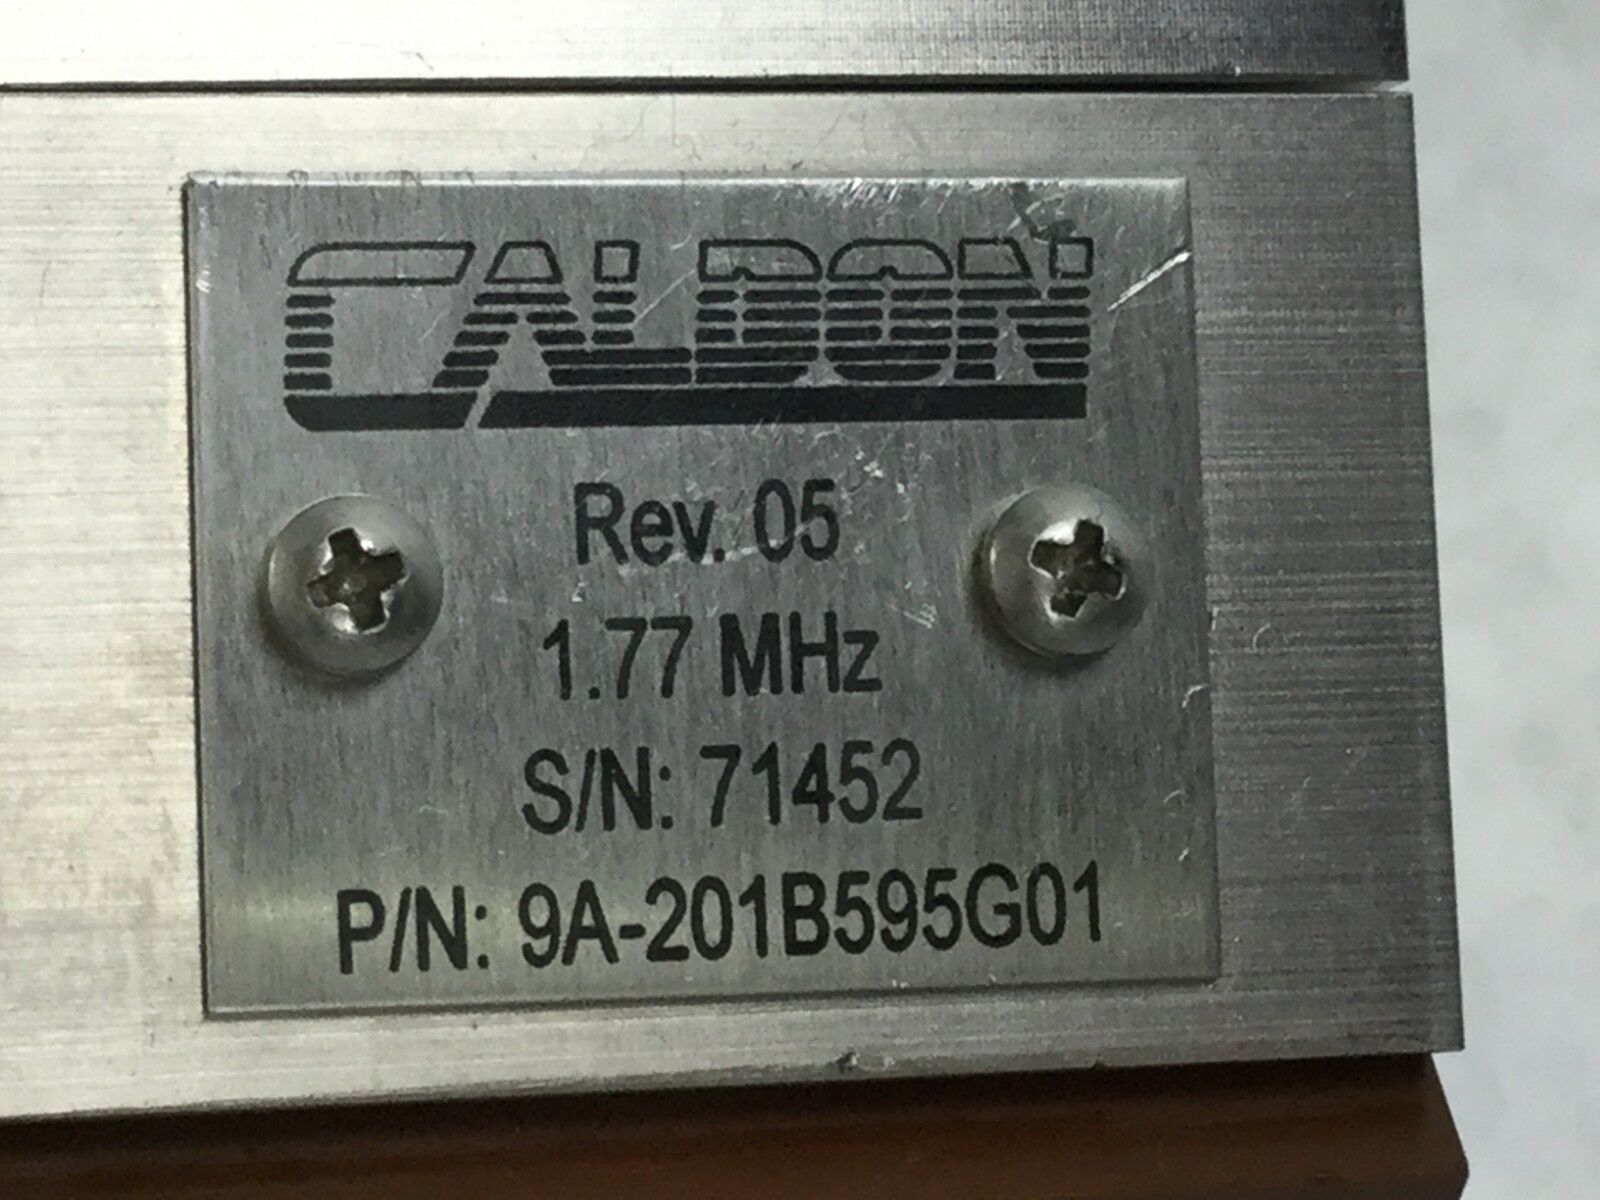 CALDON
Rev. 05
1.77 MHz
S/N: 71452
P/N: 9A-201B595G01